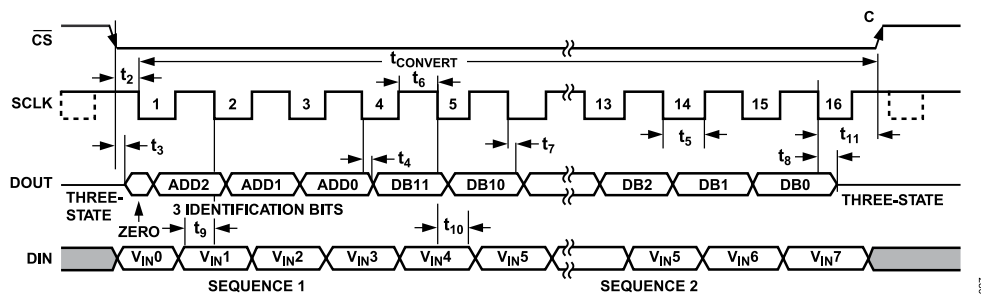 CS C
t2 tCONVERT t6
SCLK 1 2 3 4 5 13 14 15 16
t3 t4 t7 t5 t8 t11
DOUT ADD2 ADD1 ADD0 DB11 DB10 DB2 DB1 DB0
THREE-STATE 3 IDENTIFICATION BITS THREE-STATE
ZERO t9 t10
DIN VIN0 VIN1 VIN2 VIN3 VIN4 VIN5 VIN5 VIN6 VIN7
SEQUENCE 1 SEQUENCE 2